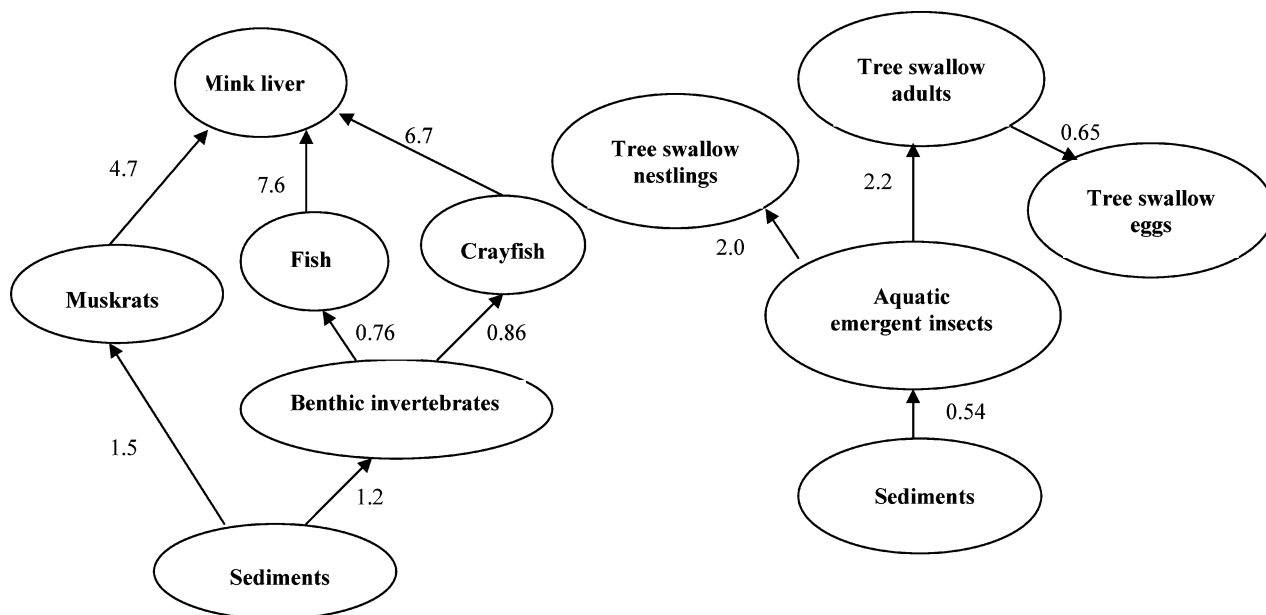 Mink liver
4.7
7.6
6.7
Muskrats
Fish
Crayfish
0.76
0.86
Benthic invertebrates
1.5
1.2
Sediments
Tree swallow
adults
0.65
Tree swallow
nestlings
2.2
Tree swallow
eggs
2.0
Aquatic
emergent insects
0.54
Sediments